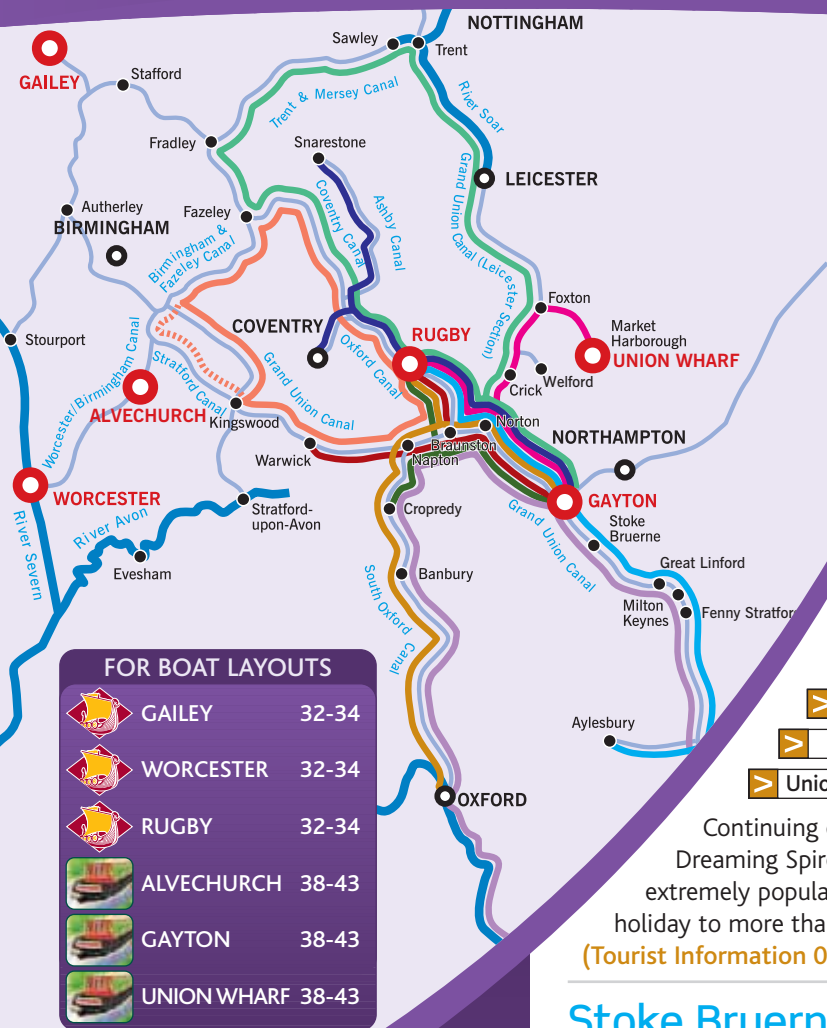 NOTTINGHAM
Sawley
Trent
GAILEY
Stafford
Trent & Mersey Canal
River Soar
Fradley
Snarestone
LEICESTER
Autherley
BIRMINGHAM
Fazeley
Coventry Canal
Ashby Canal
Grand Union Canal (Leicester Section)
Birmingham &
Fazeley Canal
Foxton
Market
Harborough
UNION WHARF
Stourport
COVENTRY
RUGBY
Oxford Canal
Welford
Crick
Worcester/Birmingham Canal
Stratford Canal
Grand Union Canal
ALVECHURCH
Kingswood
Norton
Braunston
NORTHAMPTON
Warwick
Napton
WORCESTER
GAYTON
Stratford-
upon-Avon
Cropredy
Grand Union Canal
Stoke
Bruerne
River Severn
River Avon
Evesham
Banbury
Great Linford
South Oxford
Canal
Milton
Keynes
Fenny Stratfor
FOR BOAT LAYOUTS
GAILEY 32-34
WORCESTER 32-34
RUGBY 32-34
ALVECHURCH 38-43
GAYTON 38-43
UNION WHARF 38-43
Aylesbury
OXFORD
>
>
> Unio
Continuing
Dreaming Spire
extremely popula
holiday to more tha
(Tourist Information 0
Stoke Bruern